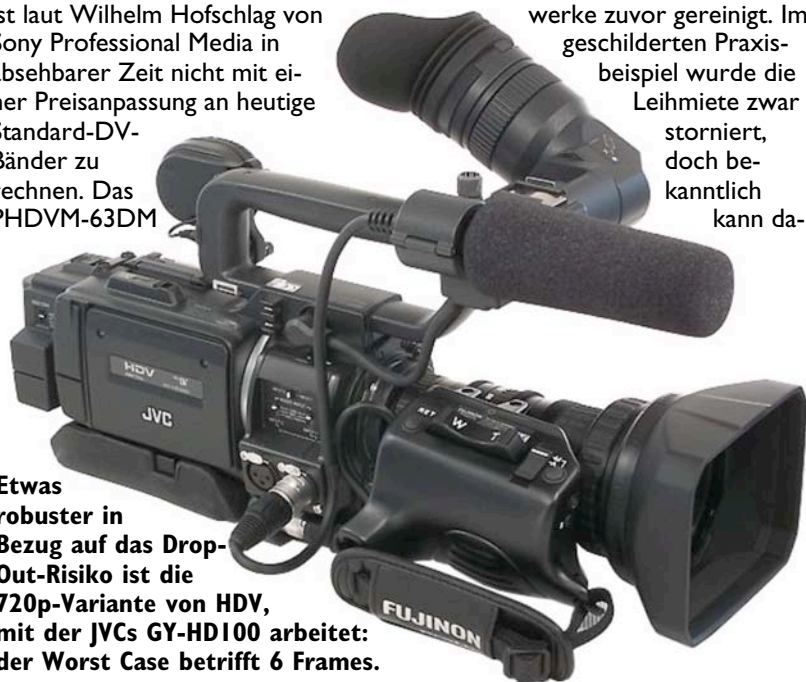 ist laut Wilhelm Hofschlag von
Sony Professional Media in
absehbarer Zeit nicht mit ei-
ner Preisanpassung an heutige
Standard-DV-
Bänder zu
rechnen. Das
PHDVM-63DM
werke zuvor gereinigt. Im
geschilderten Praxis-
beispiel wurde die
Leihmiete zwar
storniert,
doch be-
kanntlich
kann da-
HDV
JVC
RET
W
T
FUJINON
Etwas
robuster in
Bezug auf das Drop-
Out-Risiko ist die
720p-Variante von HDV,
mit der JVCs GY-HD100 arbeitet:
der Worst Case betrifft 6 Frames.